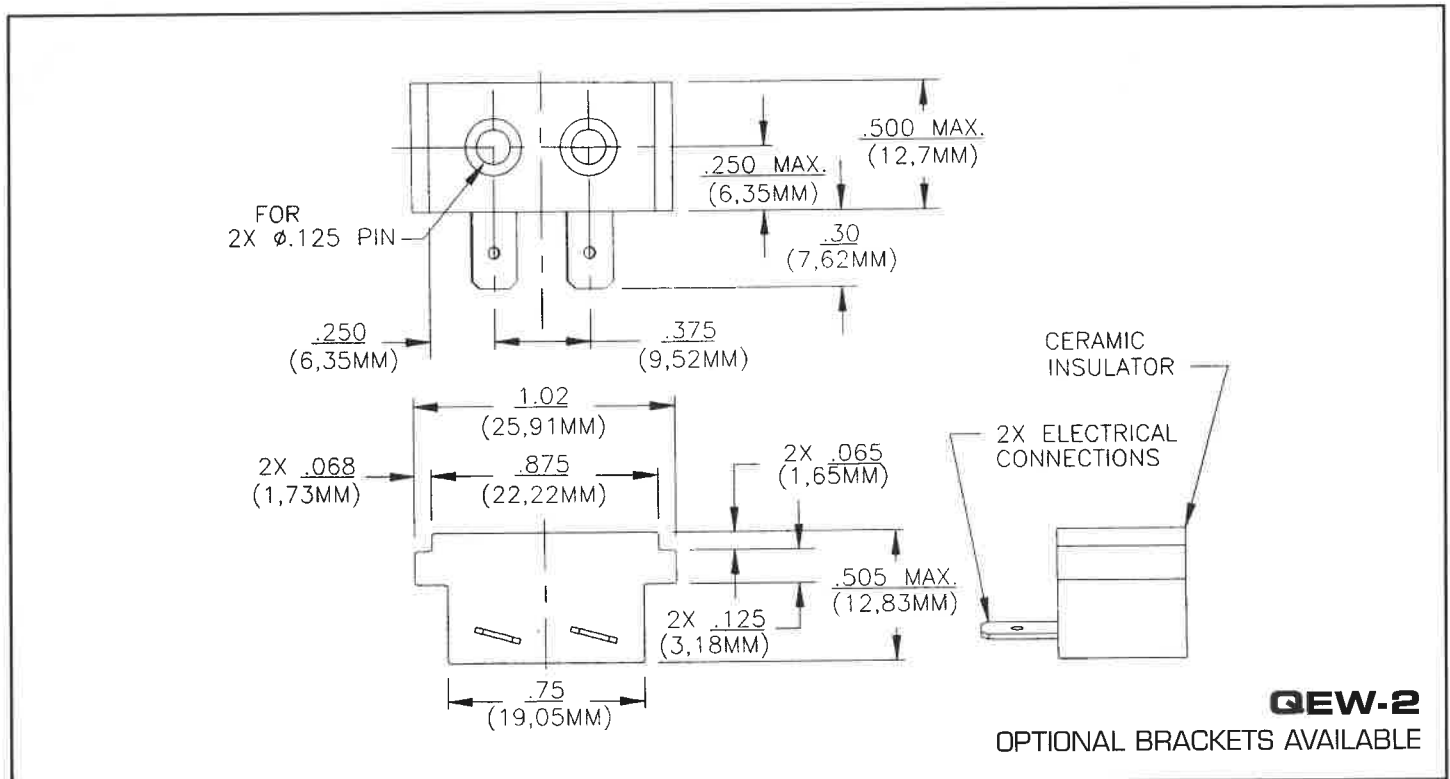 .500 MAX.
(12,7MM)
.250 MAX.
(6,35MM)
FOR
2X ø.125 PIN
.30
(7,62MM)
.250
(6,35MM)
.375
(9,52MM)
CERAMIC
INSULATOR
1.02
(25,91MM)
2X ELECTRICAL
CONNECTIONS
2X .068
(1,73MM)
.875
(22,22MM)
2X .065
(1,65MM)
.505 MAX.
(12,83MM)
2X .125
(3,18MM)
.75
(19,05MM)
QEW-2
OPTIONAL BRACKETS AVAILABLE